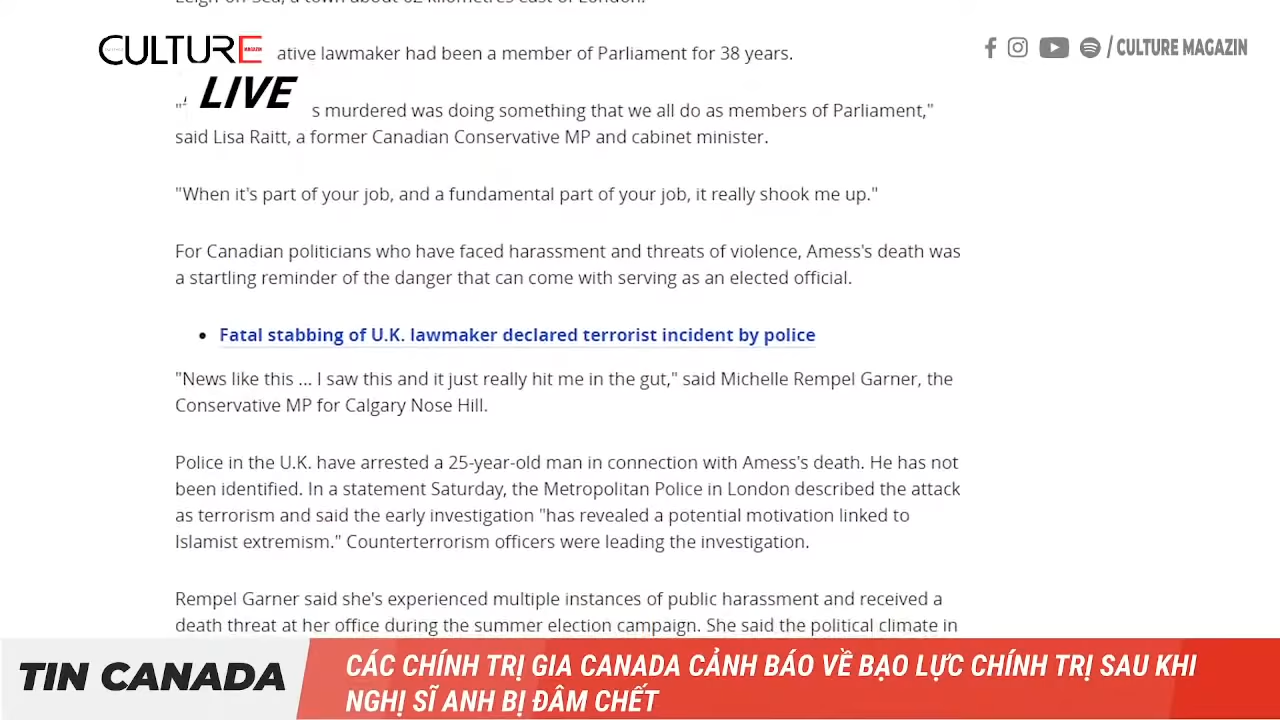 Leigh-on-Sea, a town about 62 kilometres east of London.
CULTURE MAGAZIN
/ CULTURE MAGAZIN
ative lawmaker had been a member of Parliament for 38 years.
LIVE
s murdered was doing something that we all do as members of Parliament,"
said Lisa Raitt, a former Canadian Conservative MP and cabinet minister.
"When it's part of your job, and a fundamental part of your job, it really shook me up."
For Canadian politicians who have faced harassment and threats of violence, Amess's death was
a startling reminder of the danger that can come with serving as an elected official.
• Fatal stabbing of U.K. lawmaker declared terrorist incident by police
"News like this ... I saw this and it just really hit me in the gut," said Michelle Rempel Garner, the
Conservative MP for Calgary Nose Hill.
Police in the U.K. have arrested a 25-year-old man in connection with Amess's death. He has not
been identified. In a statement Saturday, the Metropolitan Police in London described the attack
as terrorism and said the early investigation "has revealed a potential motivation linked to
Islamist extremism." Counterterrorism officers were leading the investigation.
Rempel Garner said she's experienced multiple instances of public harassment and received a
death threat at her office during the summer election campaign. She said the political climate in
TIN CANADA
CÁC CHÍNH TRỊ GIA CANADA CẢNH BÁO VỀ BẠO LỰC CHÍNH TRỊ SAU KHI
NGHỊ SĨ ANH BỊ ĐÂM CHẾT